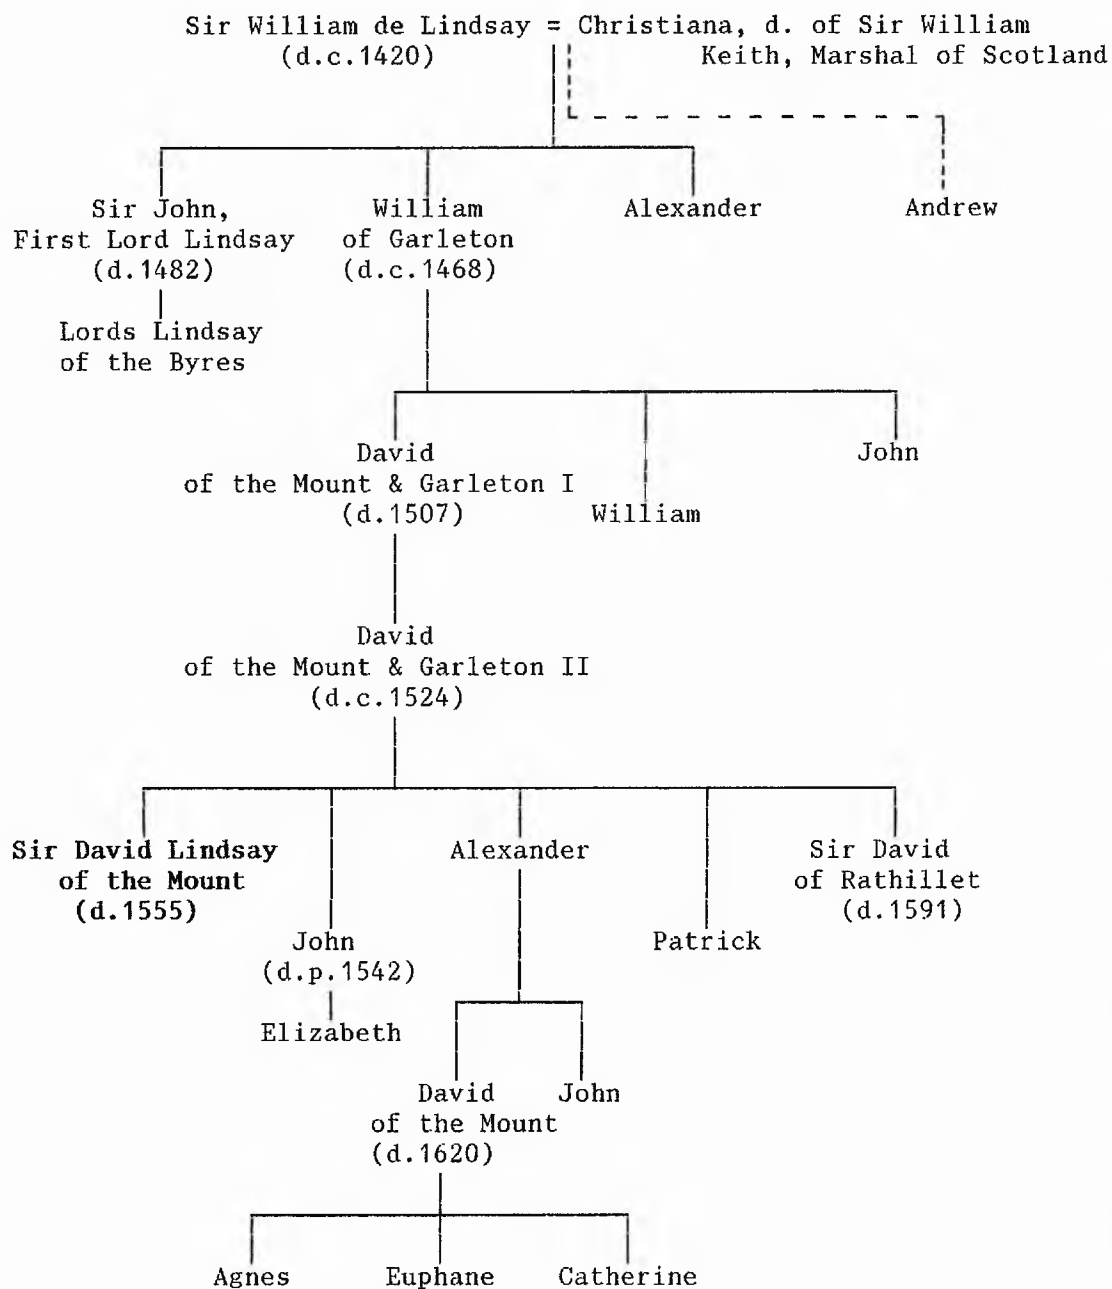 Sir William de Lindsay = Christiana, d. of Sir William
(d.c.1420) Keith, Marshal of Scotland
Sir John, William Alexander Andrew
First Lord Lindsay of Garleton
(d.1482) (d.c.1468)
Lords Lindsay
of the Byres
David John
of the Mount & Garleton I
(d.1507) William
David
of the Mount & Garleton II
(d.c.1524)
Sir David Lindsay Alexander Sir David
of the Mount of Rathillet
(d.1555) (d.1591)
John Patrick
(d.p.1542)
Elizabeth
David John
of the Mount
(d.1620)
Agnes Euphane Catherine